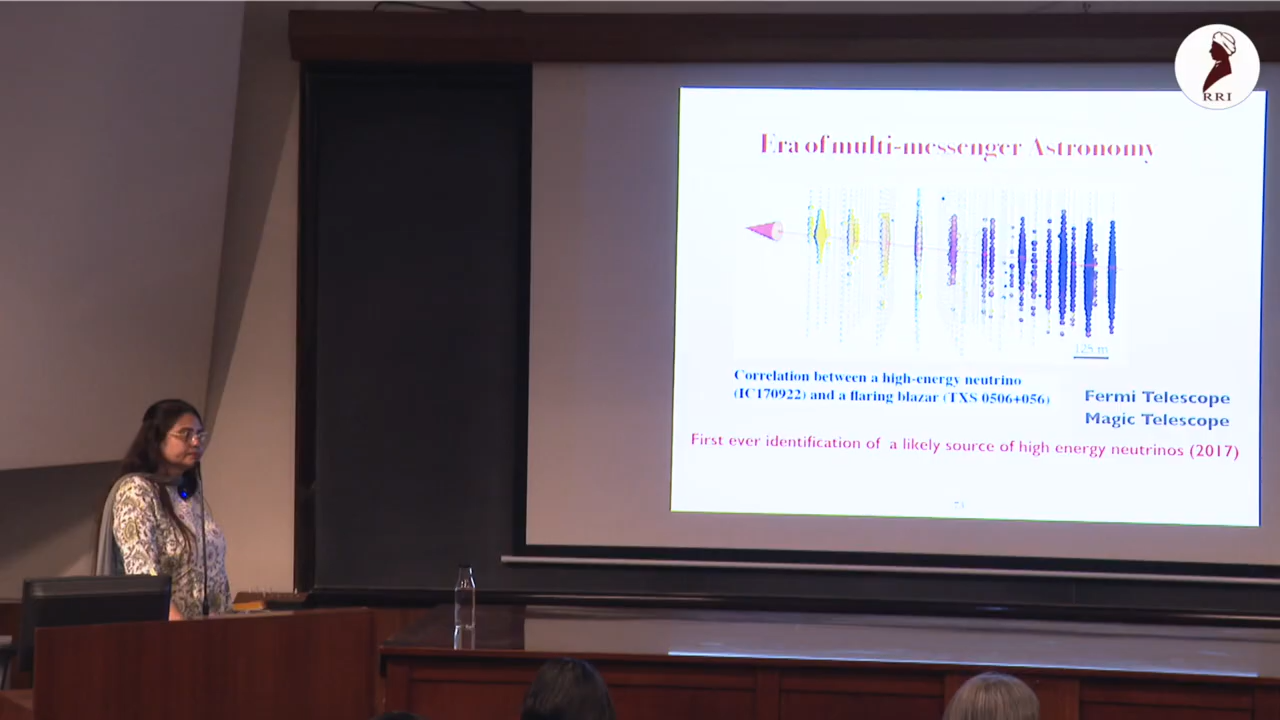 RRI
Era of multi-messenger Astronomy
125 m
Correlation between a high-energy neutrino
(IC170922) and a flaring blazar (TXS 0506+056)
Fermi Telescope
Magic Telescope
First ever identification of a likely source of high energy neutrinos (2017)